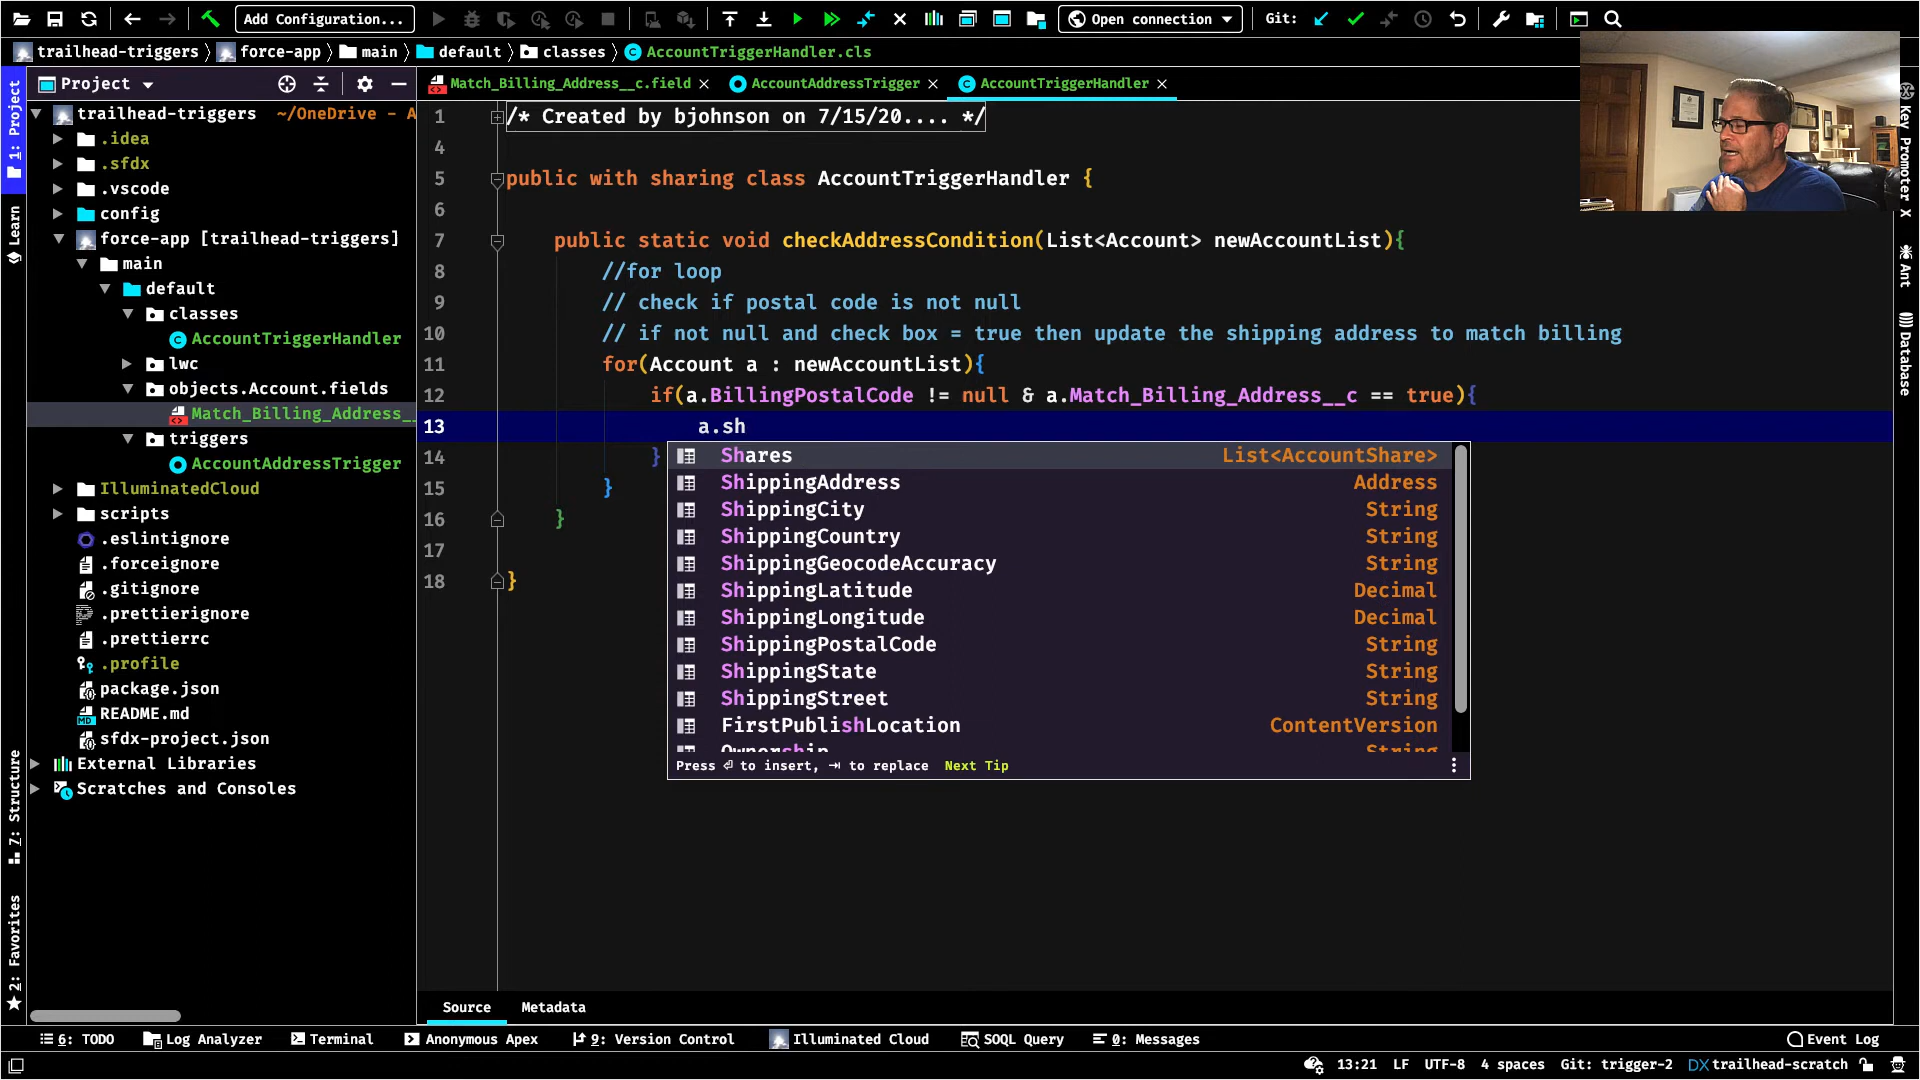 Add Configuration...
Open connection
Git:
trailhead-triggers
force-app
main
default
classes
AccountTriggerHandler.cls
1: Project
Learn
7: Structure
2: Favorites
Project
trailhead-triggers ~/OneDrive - A
.idea
.sfdx
.vscode
config
force-app [trailhead-triggers]
main
default
classes
AccountTriggerHandler
lwc
objects.Account.fields
Match_Billing_Address_
triggers
AccountAddressTrigger
IlluminatedCloud
scripts
.eslintignore
.forceignore
.gitignore
.prettierignore
.prettierrc
.profile
package.json
README.md
sfdx-project.json
External Libraries
Scratches and Consoles
Match_Billing_Address__c.field
AccountAddressTrigger
AccountTriggerHandler
1 /* Created by bjohnson on 7/15/20.... */
4
5 public with sharing class AccountTriggerHandler {
6
7 public static void checkAddressCondition(List<Account> newAccountList){
8 //for loop
9 // check if postal code is not null
10 // if not null and check box = true then update the shipping address to match billing
11 for(Account a : newAccountList){
12 if(a.BillingPostalCode != null & a.Match_Billing_Address__c == true){
13 a.sh
14 }
15 }
16 }
17
18 }
Shares List<AccountShare>
ShippingAddress Address
ShippingCity String
ShippingCountry String
ShippingGeocodeAccuracy String
ShippingLatitude Decimal
ShippingLongitude Decimal
ShippingPostalCode String
ShippingState String
ShippingStreet String
FirstPublishLocation ContentVersion
Ownership String
Press ⏎ to insert, ⇥ to replace Next Tip
Key Promoter X
Ant
Database
Source
Metadata
6: TODO
Log Analyzer
Terminal
Anonymous Apex
9: Version Control
Illuminated Cloud
SOQL Query
0: Messages
Event Log
13:21 LF UTF-8 4 spaces Git: trigger-2 DX trailhead-scratch